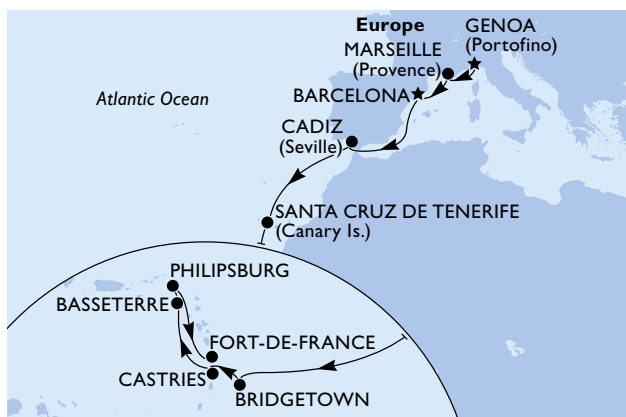 Europe
GENOA
(Portofino)
MARSEILLE
(Provence)
Atlantic Ocean
BARCELONA
CADIZ
(Seville)
SANTA CRUZ DE TENERIFE
(Canary Is.)
PHILIPSBURG
BASSETERRE
FORT-DE-FRANCE
CASTRIES
BRIDGETOWN